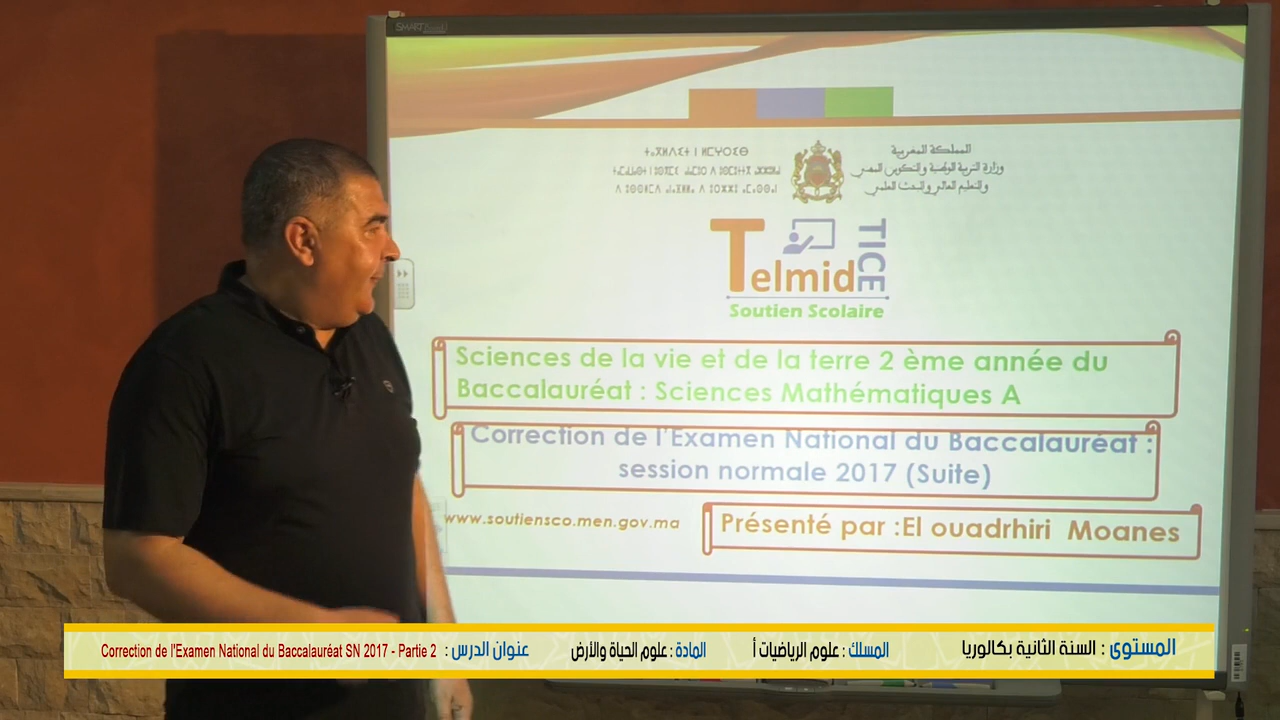 SMART
ⵜⴰⴳⵍⴷⵉⵜ ⵏ ⵍⵎⵖⵔⵉⴱ
المملكة المغربية
وزارة التربية الوطنية والتكوين المهني
والتعليم العالي والبحث العلمي
Telmid TICE
Soutien Scolaire
Sciences de la vie et de la terre 2 ème année du
Baccalauréat : Sciences Mathématiques A
Correction de l'Examen National du Baccalauréat :
session normale 2017 (Suite)
www.soutiensco.men.gov.ma
Présenté par :El ouadrhiri Moanes
المستوى : السنة الثانية بكالوريا المسلك : علوم الرياضيات أ المادة : علوم الحياة والأرض عنوان الدرس : Correction de l'Examen National du Baccalauréat SN 2017 - Partie 2